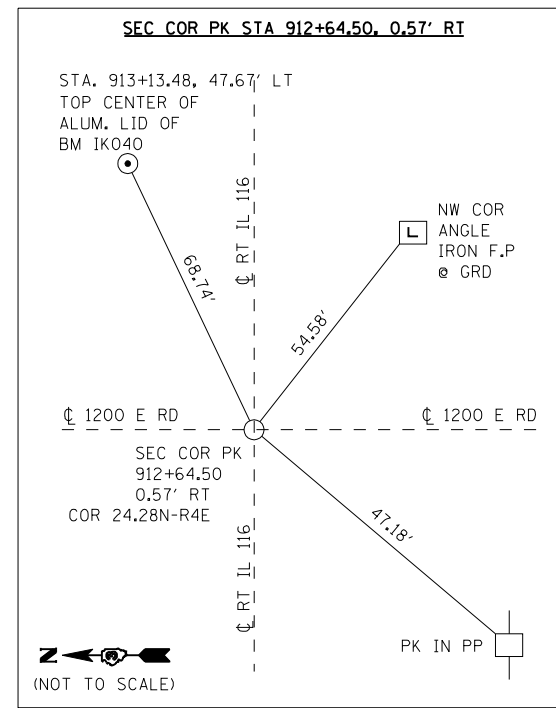 SEC COR PK STA 912+64.50, 0.57' RT
STA. 913+13.48, 47.67' LT
TOP CENTER OF
ALUM. LID OF
BM IK040
℄ RT IL 116
NW COR
ANGLE
IRON F.P
@ GRD
L
68.74'
54.58'
℄ 1200 E RD
℄ 1200 E RD
SEC COR PK
912+64.50
0.57' RT
COR 24.28N-R4E
47.18'
℄ RT IL 116
PK IN PP
N
(NOT TO SCALE)